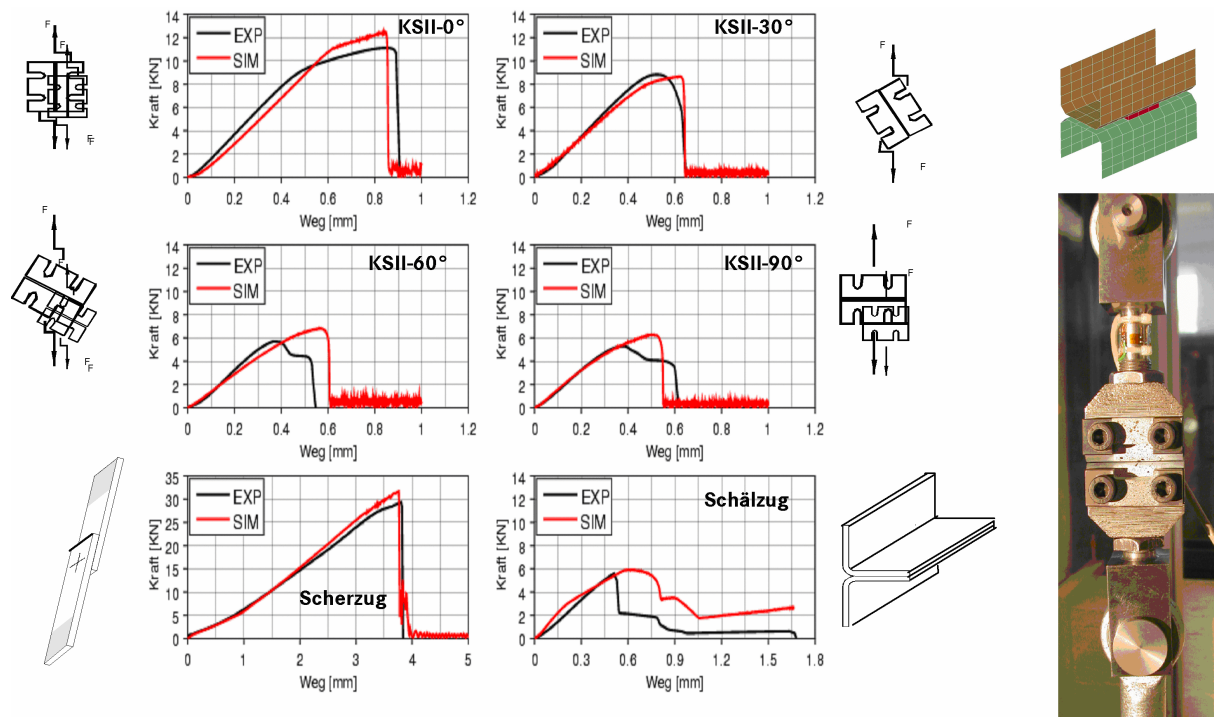 F
F
F
F
14
12
10
8
6
4
2
0
Kraft [KN]
EXP
SIM
KSII-0°
0
0.2
0.4
0.6
0.8
1
1.2
Weg [mm]
14
12
10
8
6
4
2
0
Kraft [KN]
EXP
SIM
KSII-30°
0
0.2
0.4
0.6
0.8
1
1.2
Weg [mm]
F
F
F
F
F
F
14
12
10
8
6
4
2
0
Kraft [KN]
EXP
SIM
KSII-60°
0
0.2
0.4
0.6
0.8
1
1.2
Weg [mm]
14
12
10
8
6
4
2
0
Kraft [KN]
EXP
SIM
KSII-90°
0
0.2
0.4
0.6
0.8
1
1.2
Weg [mm]
F
F
35
30
25
20
15
10
5
0
Kraft [KN]
EXP
SIM
Scherzug
0
1
2
3
4
5
Weg [mm]
14
12
10
8
6
4
2
0
Kraft [KN]
EXP
SIM
Schälzug
0
0.3
0.6
0.9
1.2
1.5
1.8
Weg [mm]